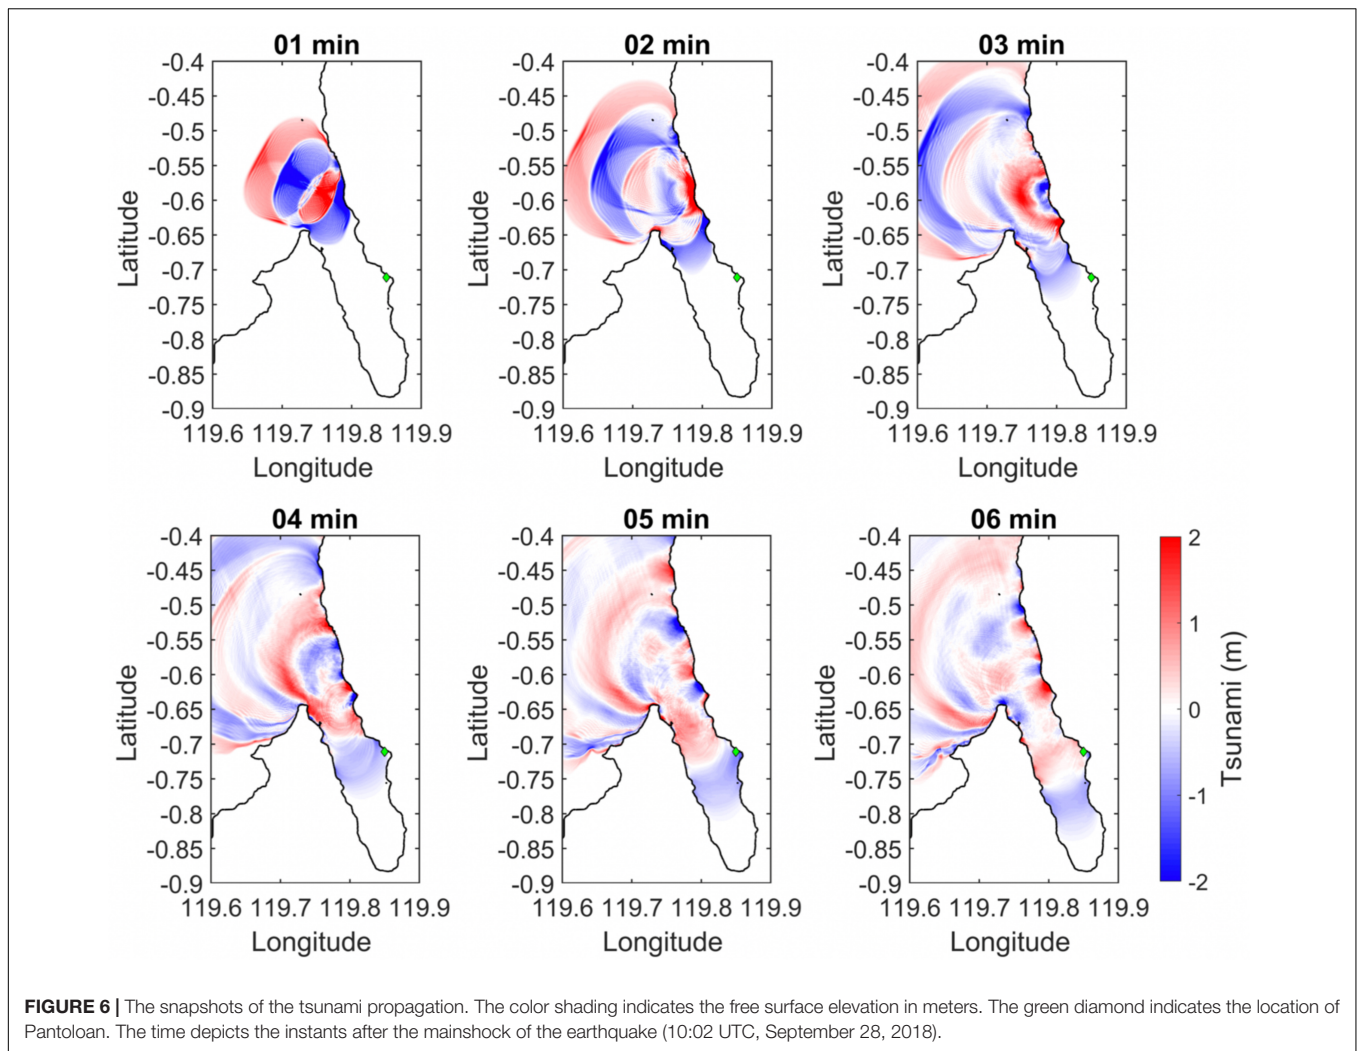 01 min
02 min
03 min
-0.4
-0.45
-0.5
-0.55
-0.6
-0.65
-0.7
-0.75
-0.8
-0.85
-0.9
Latitude
119.6 119.7 119.8 119.9
Longitude
-0.4
-0.45
-0.5
-0.55
-0.6
-0.65
-0.7
-0.75
-0.8
-0.85
-0.9
Latitude
119.6 119.7 119.8 119.9
Longitude
-0.4
-0.45
-0.5
-0.55
-0.6
-0.65
-0.7
-0.75
-0.8
-0.85
-0.9
Latitude
119.6 119.7 119.8 119.9
Longitude
04 min
05 min
06 min
-0.4
-0.45
-0.5
-0.55
-0.6
-0.65
-0.7
-0.75
-0.8
-0.85
-0.9
Latitude
119.6 119.7 119.8 119.9
Longitude
-0.4
-0.45
-0.5
-0.55
-0.6
-0.65
-0.7
-0.75
-0.8
-0.85
-0.9
Latitude
119.6 119.7 119.8 119.9
Longitude
-0.4
-0.45
-0.5
-0.55
-0.6
-0.65
-0.7
-0.75
-0.8
-0.85
-0.9
Latitude
119.6 119.7 119.8 119.9
Longitude
2
1
0
-1
-2
Tsunami (m)
FIGURE 6 | The snapshots of the tsunami propagation. The color shading indicates the free surface elevation in meters. The green diamond indicates the location of
Pantoloan. The time depicts the instants after the mainshock of the earthquake (10:02 UTC, September 28, 2018).